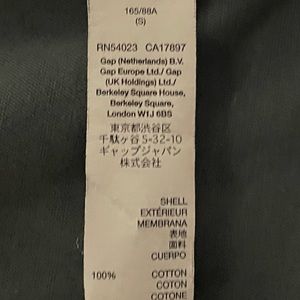 165/88A
(S)
RN54023 CA17897
Gap (Netherlands) B.V.
Gap Europe Ltd./ Gap
(UK Holdings) Ltd./
Berkeley Square House,
Berkeley Square,
London W1J 6BS
東京都渋谷区
千駄ヶ谷5-32-10
ギャップジャパン
株式会社
SHELL
EXTÉRIEUR
MEMBRANA
表地
面料
CUERPO
100% COTTON
COTON
COTONE